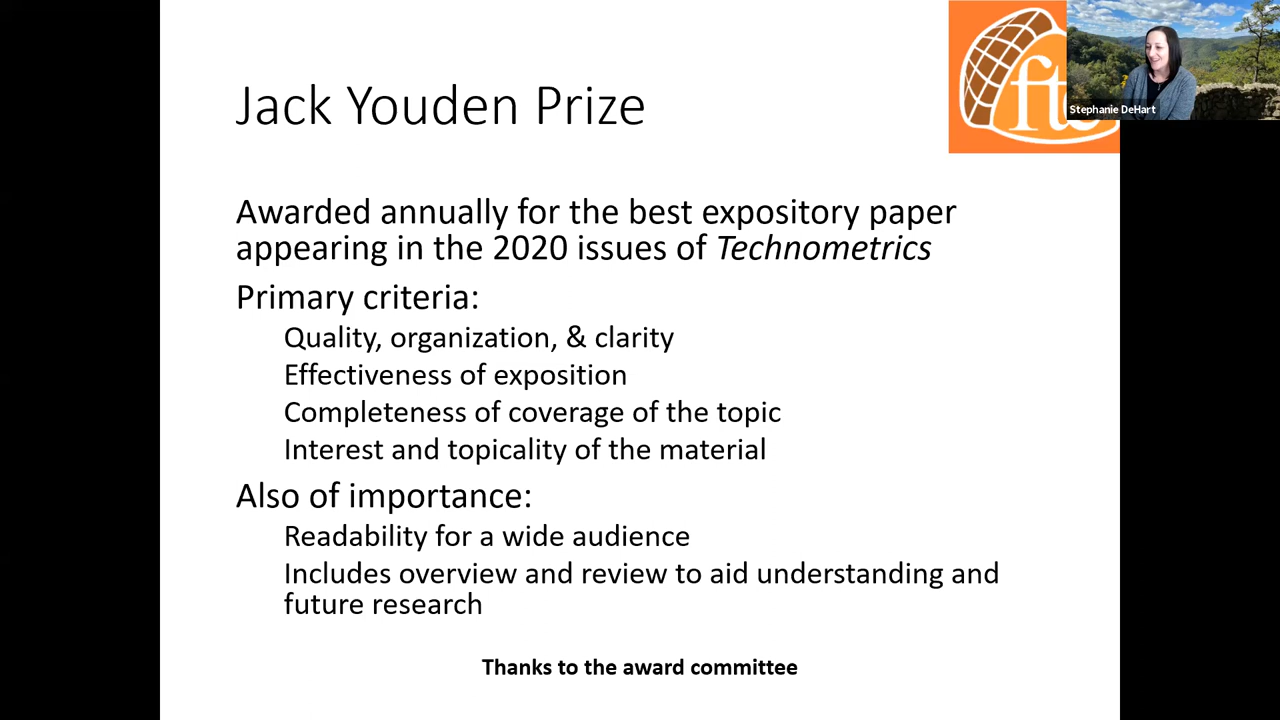 Jack Youden Prize
Stephanie DeHart
Awarded annually for the best expository paper
appearing in the 2020 issues of Technometrics
Primary criteria:
Quality, organization, & clarity
Effectiveness of exposition
Completeness of coverage of the topic
Interest and topicality of the material
Also of importance:
Readability for a wide audience
Includes overview and review to aid understanding and
future research
Thanks to the award committee